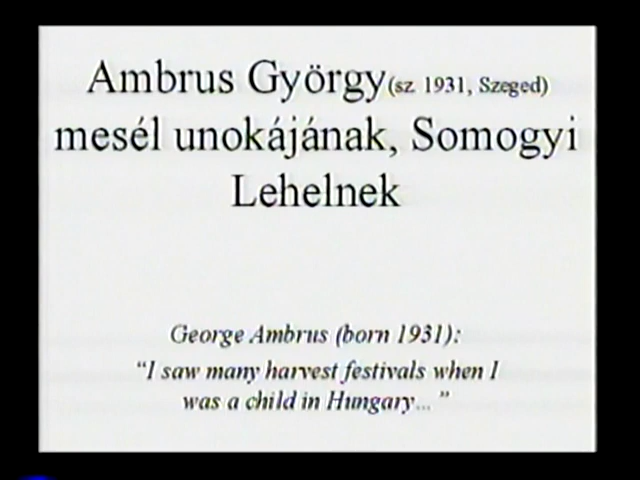 Ambrus György(sz. 1931, Szeged)
mesél unokájának, Somogyi
Lehelnek
George Ambrus (born 1931):
“I saw many harvest festivals when I
was a child in Hungary... ”